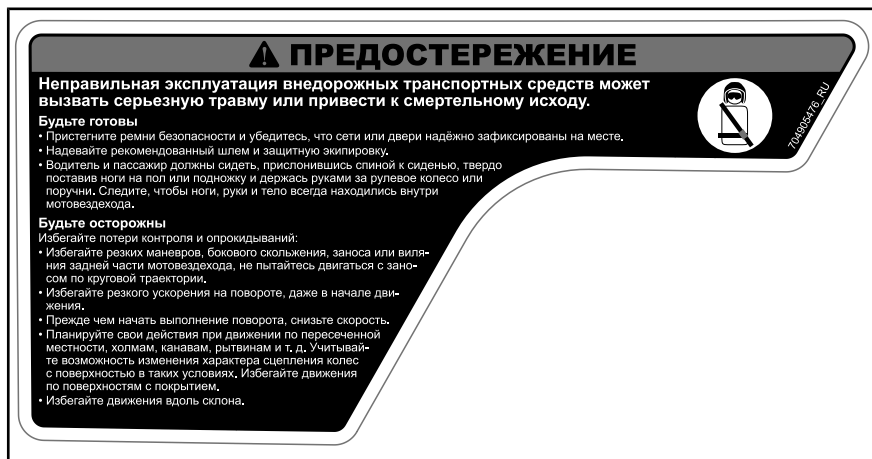 ПРЕДОСТЕРЕЖЕНИЕ
Неправильная эксплуатация внедорожных транспортных средств может
вызвать серьезную травму или привести к смертельному исходу.
Будьте готовы
• Пристегните ремни безопасности и убедитесь, что сети или двери надёжно зафиксированы на месте.
• Надевайте рекомендованный шлем и защитную экипировку.
• Водитель и пассажир должны сидеть, прислонившись спиной к сиденью, твердо
поставив ноги на пол или подножку и держась руками за рулевое колесо или
поручни. Следите, чтобы ноги, руки и тело всегда находились внутри
мотовездехода.
Будьте осторожны
Избегайте потери контроля и опрокидываний:
• Избегайте резких маневров, бокового скольжения, заноса или виля-
ния задней части мотовездехода, не пытайтесь двигаться с зано-
сом по круговой траектории.
• Избегайте резкого ускорения на повороте, даже в начале дви-
жения.
• Прежде чем начать выполнение поворота, снизьте скорость.
• Планируйте свои действия при движении по пересеченной
местности, холмам, канавам, рытвинам и т. д. Учитывай-
те возможность изменения характера сцепления колес
с поверхностью в таких условиях. Избегайте движения
по поверхностям с покрытием.
• Избегайте движения вдоль склона.
704905476_RU